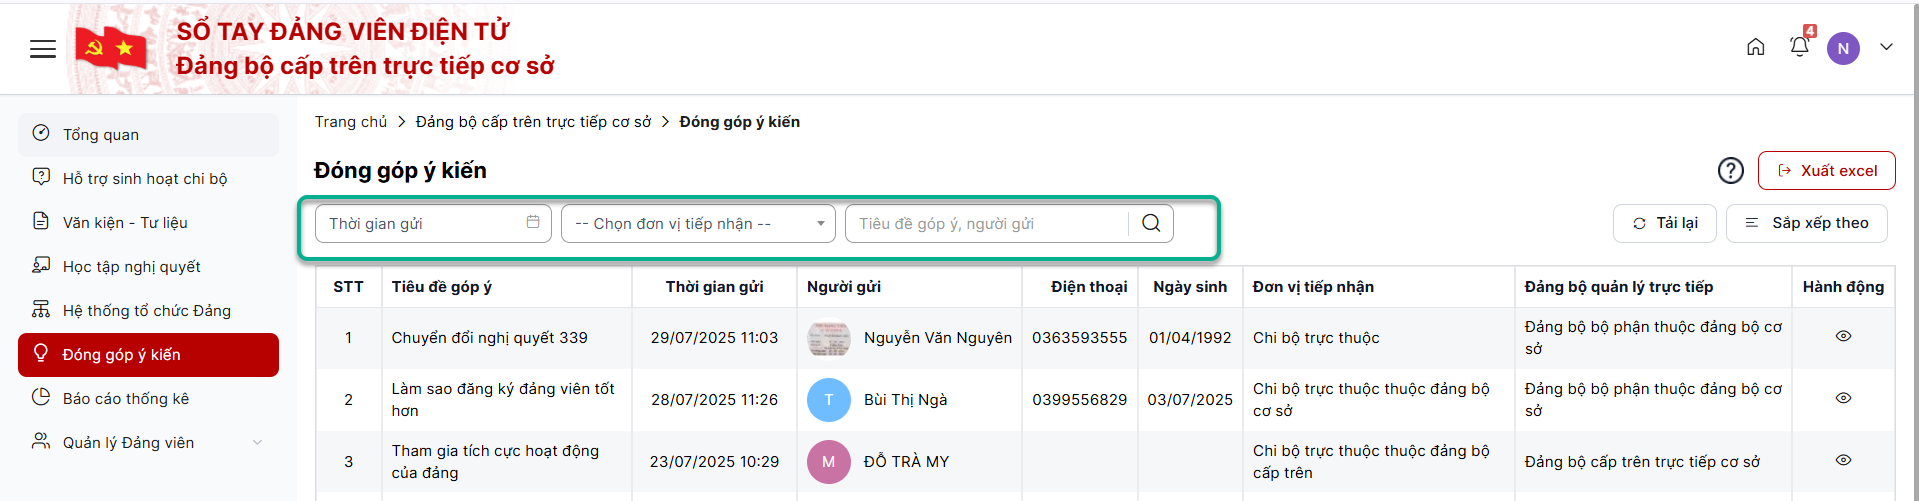 SỔ TAY ĐẢNG VIÊN ĐIỆN TỬ
Đảng bộ cấp trên trực tiếp cơ sở
4
N
Tổng quan
Hỗ trợ sinh hoạt chi bộ
Văn kiện - Tư liệu
Học tập nghị quyết
Hệ thống tổ chức Đảng
Đóng góp ý kiến
Báo cáo thống kê
Quản lý Đảng viên
Trang chủ > Đảng bộ cấp trên trực tiếp cơ sở > Đóng góp ý kiến
Đóng góp ý kiến
? Xuất excel
Thời gian gửi -- Chọn đơn vị tiếp nhận -- Tiêu đề góp ý, người gửi Tải lại Sắp xếp theo
STT Tiêu đề góp ý Thời gian gửi Người gửi Điện thoại Ngày sinh Đơn vị tiếp nhận Đảng bộ quản lý trực tiếp Hành động
1 Chuyển đổi nghị quyết 339 29/07/2025 11:03 Nguyễn Văn Nguyên 0363593555 01/04/1992 Chi bộ trực thuộc Đảng bộ bộ phận thuộc đảng bộ cơ
sở
Làm sao đăng ký đảng viên tốt Chi bộ trực thuộc thuộc đảng bộ Đảng bộ bộ phận thuộc đảng bộ cơ
2 28/07/2025 11:26 T Bùi Thị Ngà 0399556829 03/07/2025
hơn cơ sở sở
Tham gia tích cực hoạt động Chi bộ trực thuộc thuộc đảng bộ
3 23/07/2025 10:29 M ĐỖ TRÀ MY Đảng bộ cấp trên trực tiếp cơ sở
của đảng cấp trên